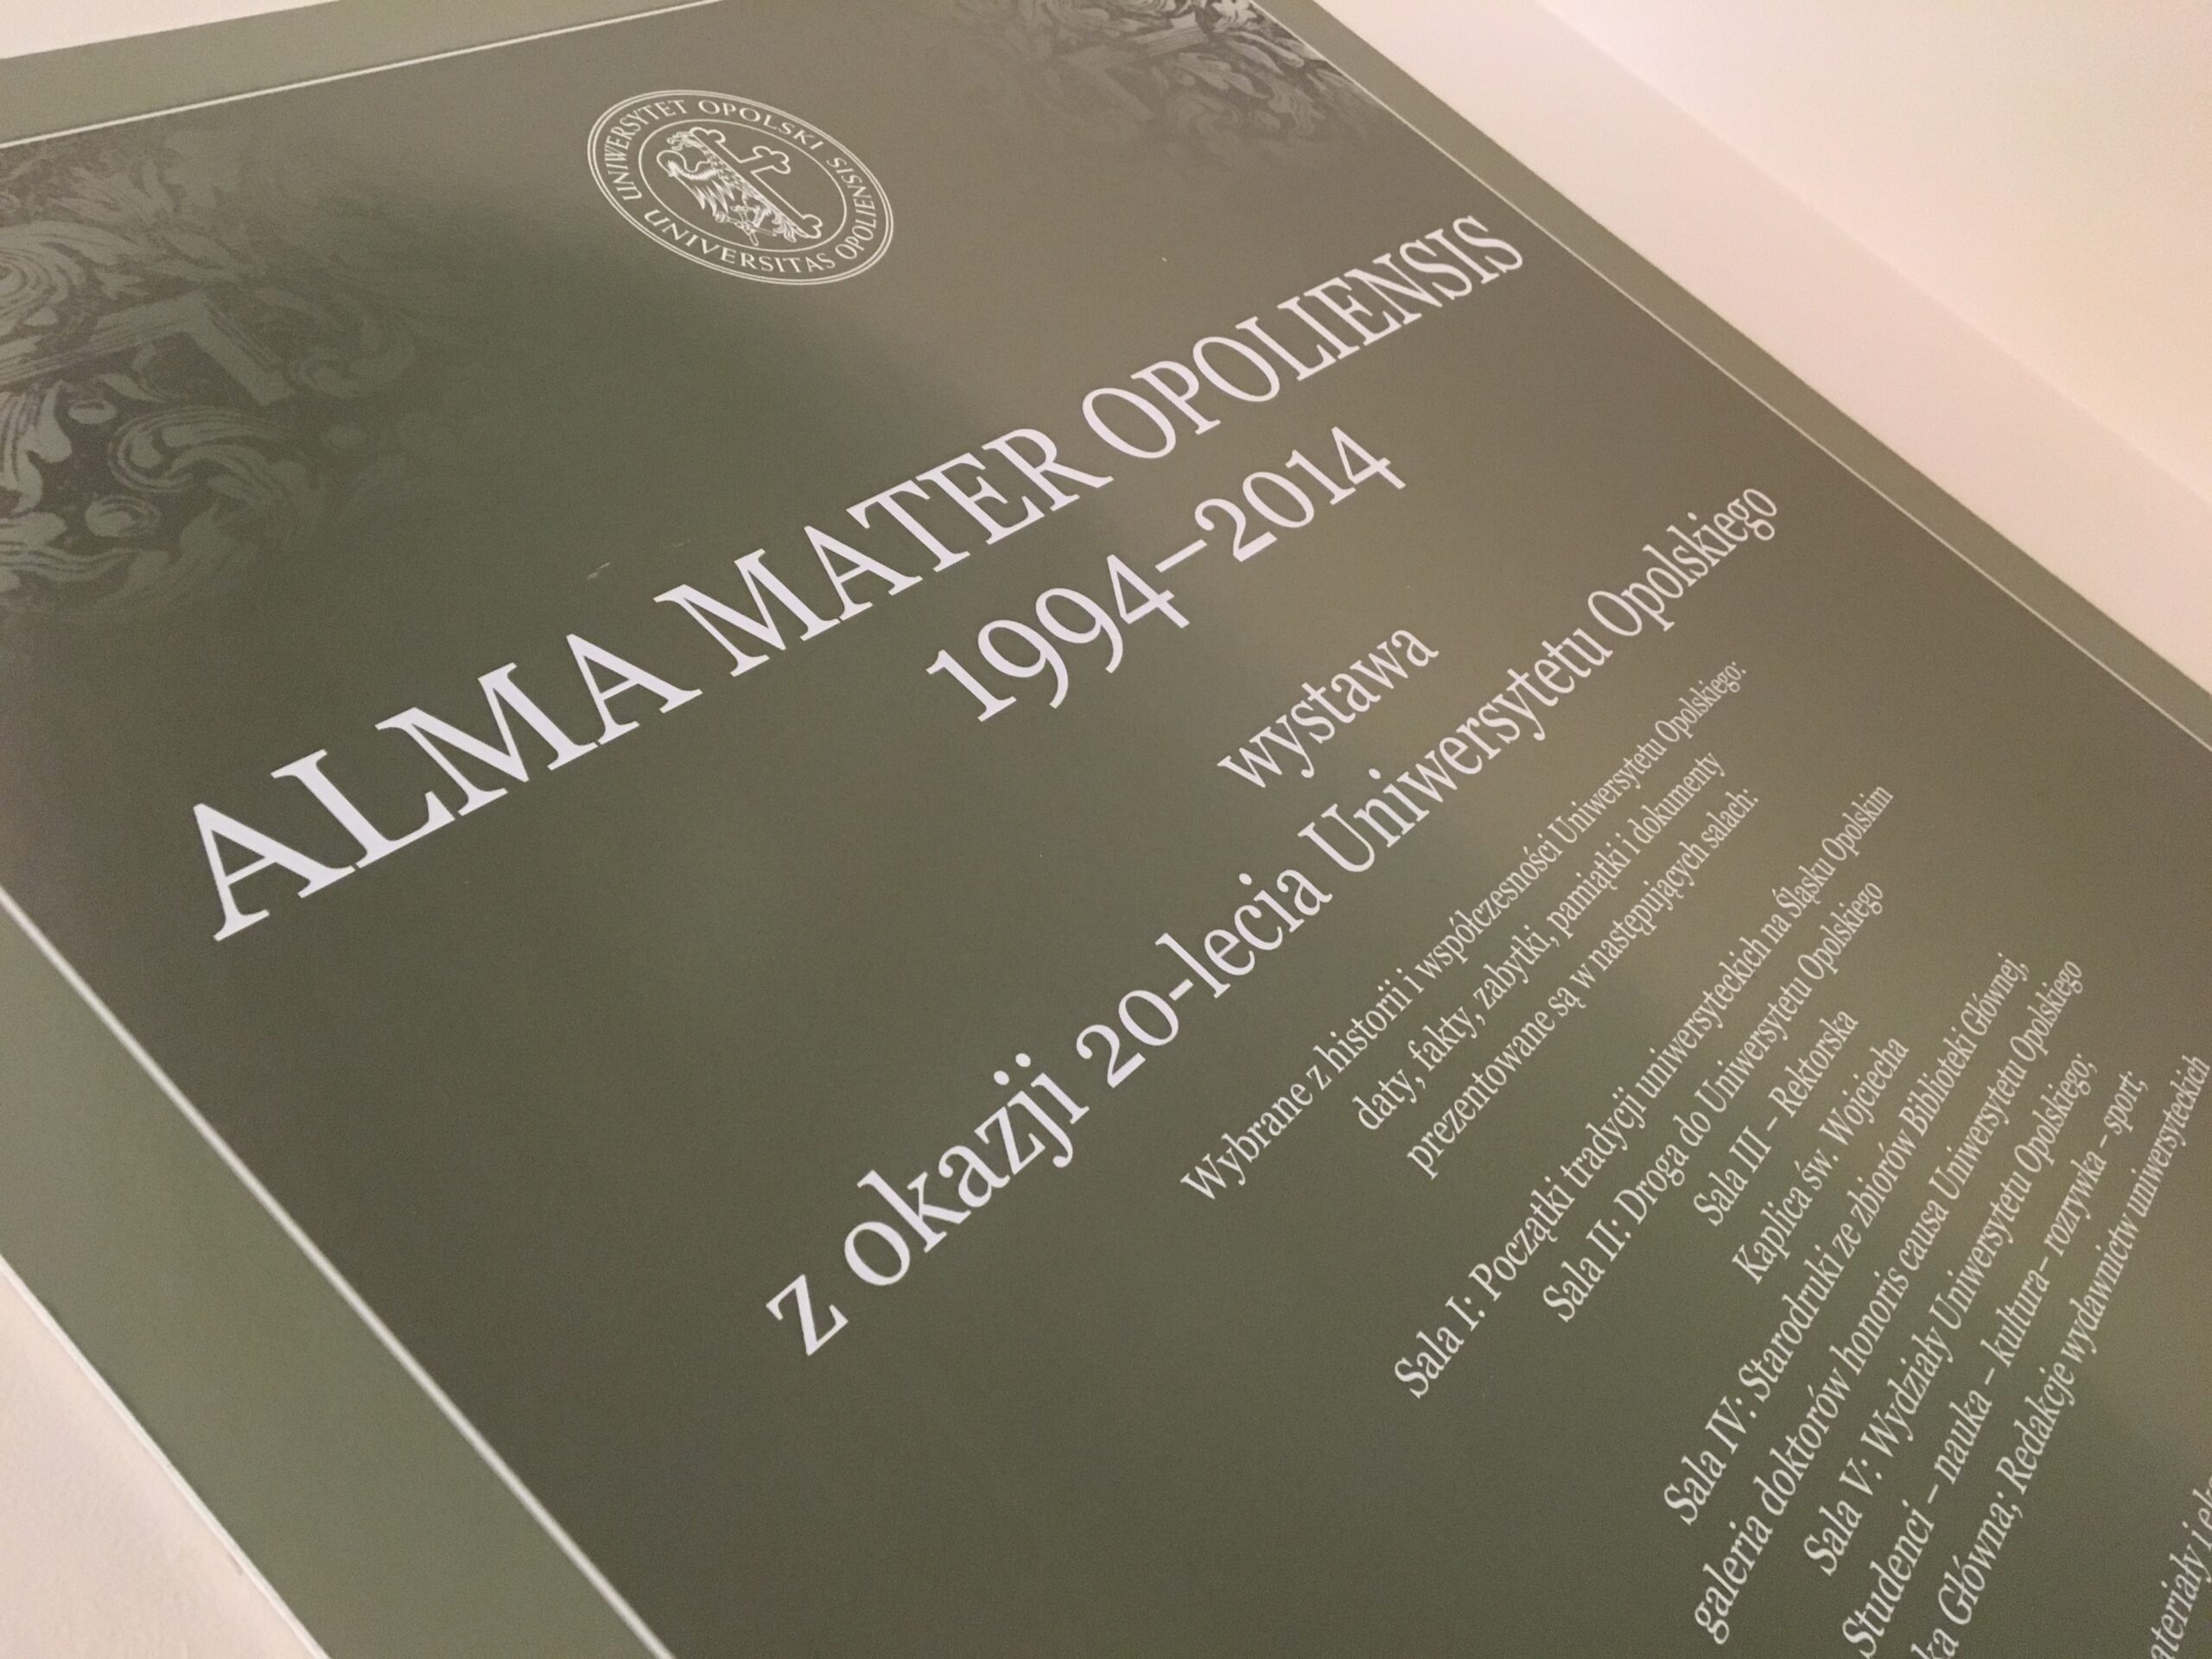 UNIWERSYTET OPOLSKI
UNIVERSITAS OPOLIENSIS
ALMA MATER OPOLIENSIS
1994–2014
wystawa
z okazji 20-lecia Uniwersytetu Opolskiego
Wybrane z historii i współczesności Uniwersytetu Opolskiego:
daty, fakty, zabytki, pamiątki i dokumenty
prezentowane są w następujących salach:
Sala I: Początki tradycji uniwersyteckich na Śląsku Opolskim
Sala II: Droga do Uniwersytetu Opolskiego
Sala III – Rektorska
Kaplica św. Wojciecha
Sala IV: Starodruki ze zbiorów Biblioteki Głównej,
galeria doktorów honoris causa Uniwersytetu Opolskiego
Sala V: Wydziały Uniwersytetu Opolskiego;
Studenci – nauka – kultura– rozrywka – sport;
ka Główna; Redakcje wydawnictw uniwersyteckich